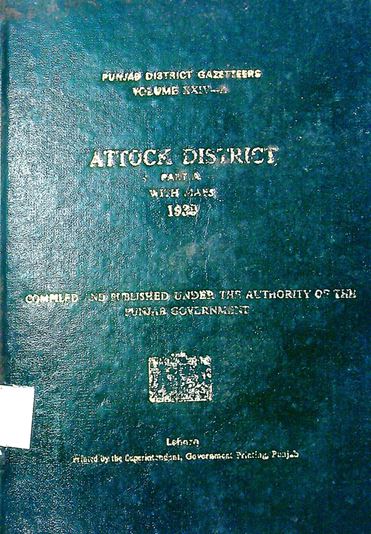 PUNJAB DISTRICT GAZETTEERS
VOLUME XXIV—A
ATTOCK DISTRICT
PART A
WITH MAPS
1930
COMPILED AND PUBLISHED UNDER THE AUTHORITY OF THE
PUNJAB GOVERNMENT
Lahore
Printed by the Superintendent, Government Printing, Punjab